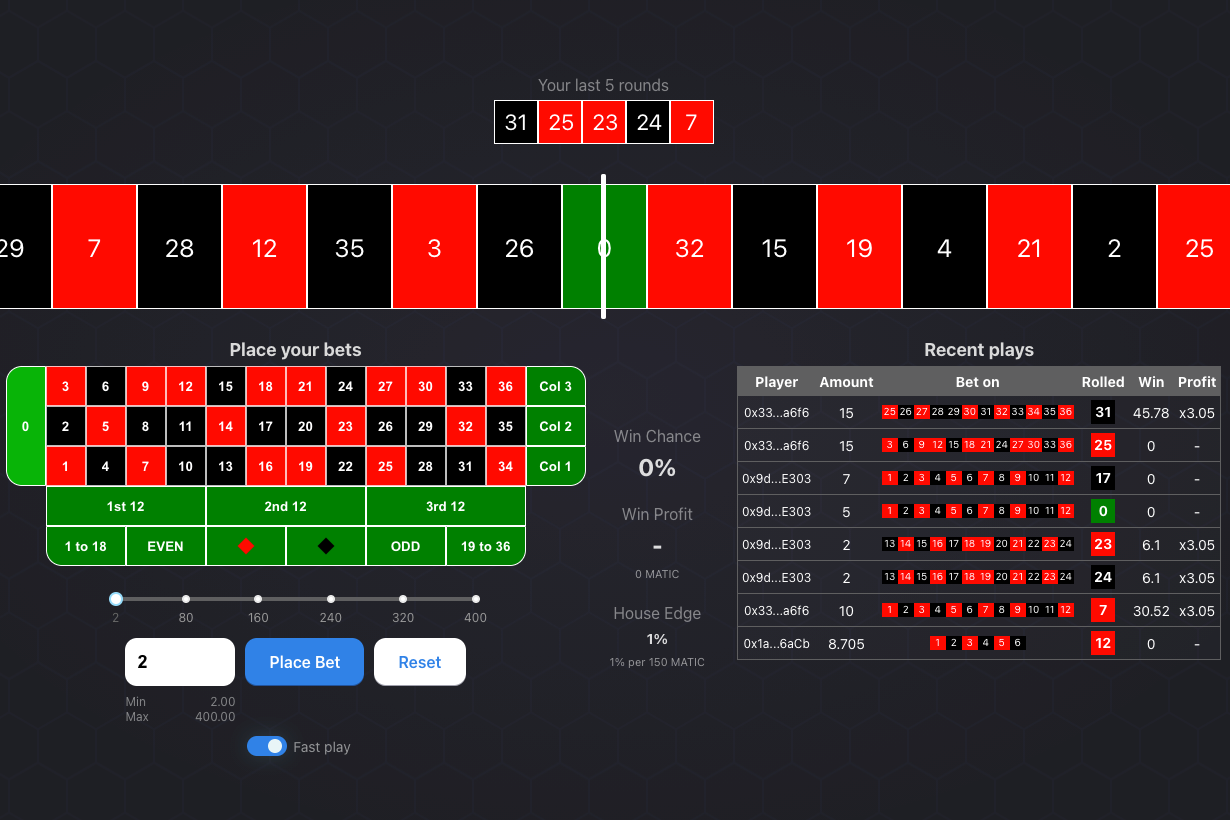 Your last 5 rounds
31 25 23 24 7
29 7 28 12 35 3 26 0 32 15 19 4 21 2 25
Place your bets
0
3 6 9 12 15 18 21 24 27 30 33 36 Col 3
2 5 8 11 14 17 20 23 26 29 32 35 Col 2
1 4 7 10 13 16 19 22 25 28 31 34 Col 1
1st 12 2nd 12 3rd 12
1 to 18 EVEN ODD 19 to 36
2 80 160 240 320 400
2 Place Bet Reset
Min 2.00
Max 400.00
Fast play
Win Chance
0%
Win Profit
-
0 MATIC
House Edge
1%
1% per 150 MATIC
Recent plays
Player Amount Bet on Rolled Win Profit
0x33...a6f6 15 25 26 27 28 29 30 31 32 33 34 35 36 31 45.78 x3.05
0x33...a6f6 15 3 6 9 12 15 18 21 24 27 30 33 36 25 0 -
0x9d...E303 7 1 2 3 4 5 6 7 8 9 10 11 12 17 0 -
0x9d...E303 5 1 2 3 4 5 6 7 8 9 10 11 12 0 0 -
0x9d...E303 2 13 14 15 16 17 18 19 20 21 22 23 24 23 6.1 x3.05
0x9d...E303 2 13 14 15 16 17 18 19 20 21 22 23 24 24 6.1 x3.05
0x33...a6f6 10 1 2 3 4 5 6 7 8 9 10 11 12 7 30.52 x3.05
0x1a...6aCb 8.705 1 2 3 4 5 6 12 0 -